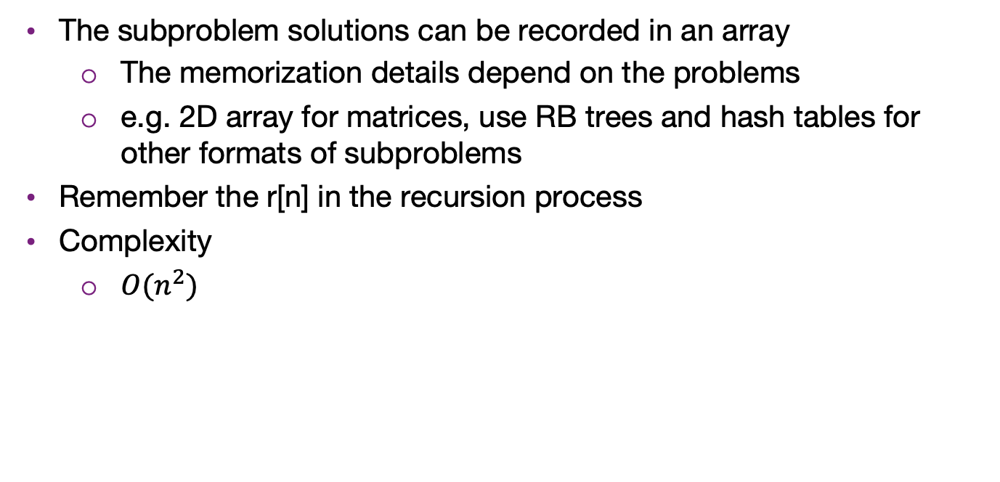 • The subproblem solutions can be recorded in an array
o The memorization details depend on the problems
o e.g. 2D array for matrices, use RB trees and hash tables for
other formats of subproblems
• Remember the r[n] in the recursion process
• Complexity
o O(n²)